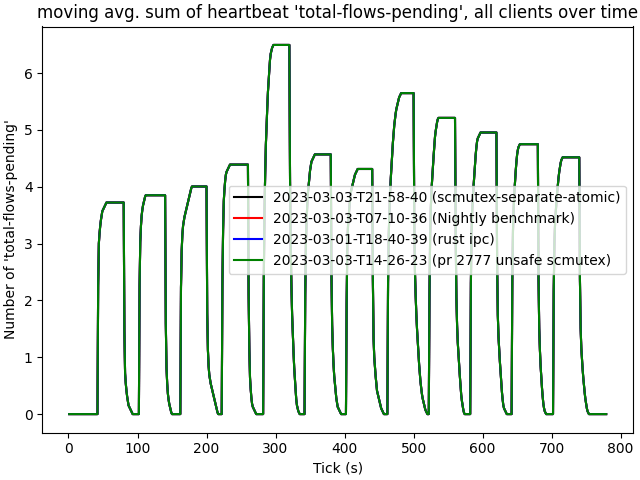 moving avg. sum of heartbeat 'total-flows-pending', all clients over time
Number of 'total-flows-pending'
6
5
4
3
2
1
0
2023-03-03-T21-58-40 (scmutex-separate-atomic)
2023-03-03-T07-10-36 (Nightly benchmark)
2023-03-01-T18-40-39 (rust ipc)
2023-03-03-T14-26-23 (pr 2777 unsafe scmutex)
0 100 200 300 400 500 600 700 800
Tick (s)